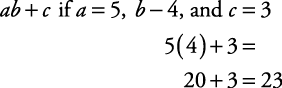 ab + c if a = 5, b – 4, and c = 3
5(4) + 3 =
20 + 3 = 23